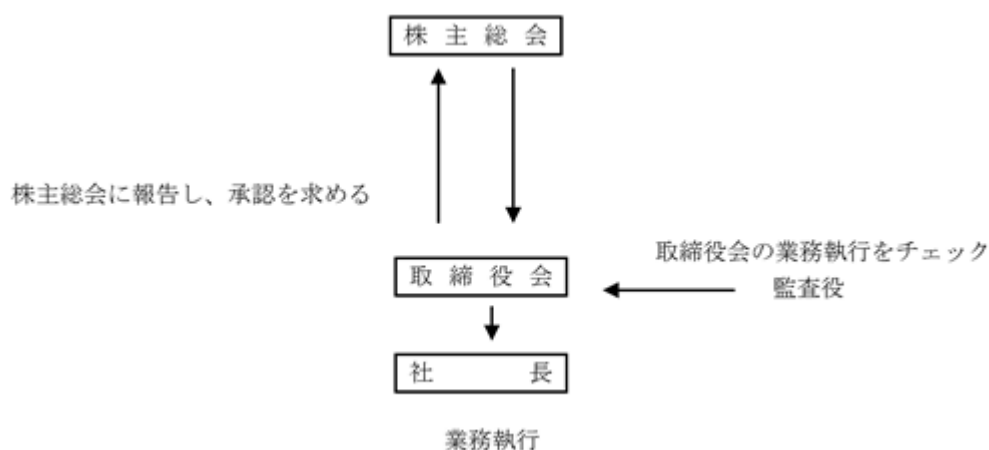 株主総会
株主総会に報告し、承認を求める
取締役会の業務執行をチェック
取締役会
監査役
社長
業務執行